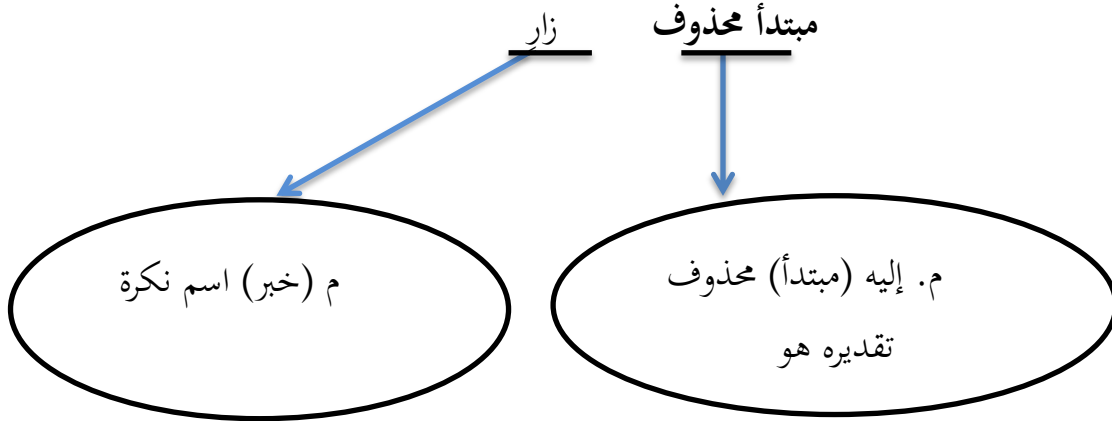 مبتدأ محذوف
زارِ
م. إليه (مبتدأ) محذوف
تقديره هو
م (خبر) اسم نكرة